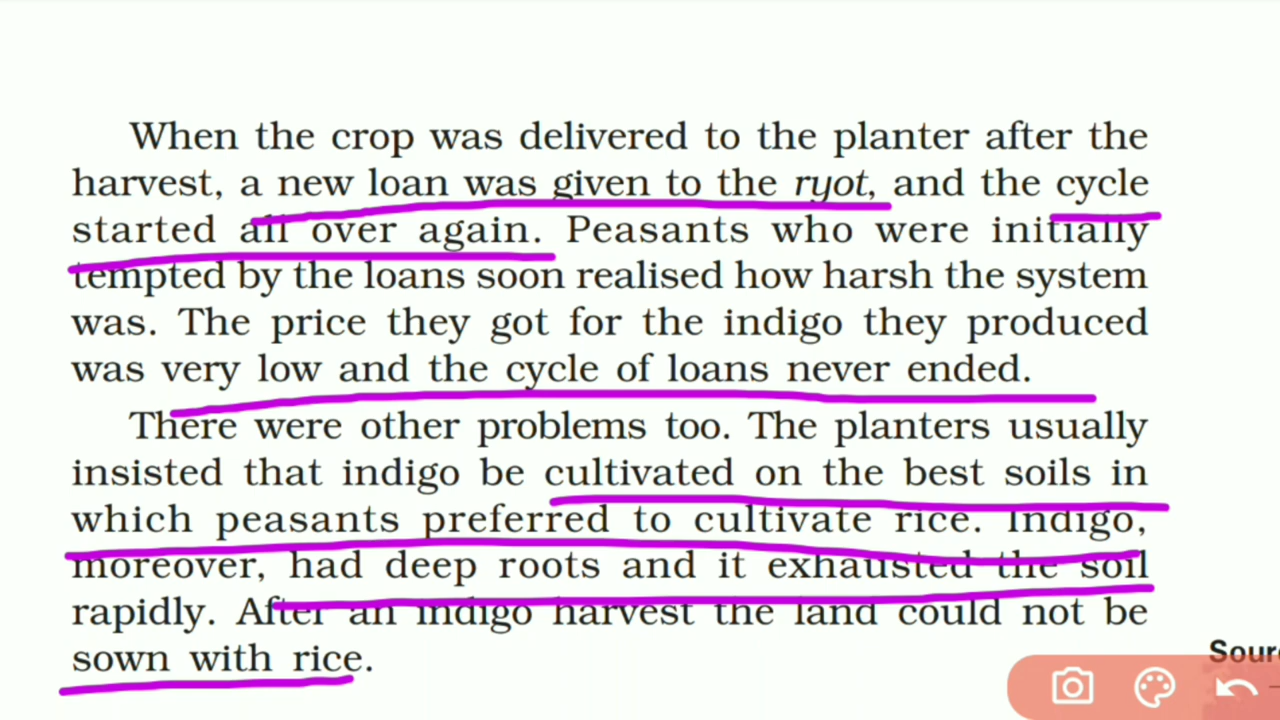 When the crop was delivered to the planter after the
harvest, a new loan was given to the ryot, and the cycle
started all over again. Peasants who were initially
tempted by the loans soon realised how harsh the system
was. The price they got for the indigo they produced
was very low and the cycle of loans never ended.
There were other problems too. The planters usually
insisted that indigo be cultivated on the best soils in
which peasants preferred to cultivate rice. Indigo,
moreover, had deep roots and it exhausted the soil
rapidly. After an indigo harvest the land could not be
sown with rice.